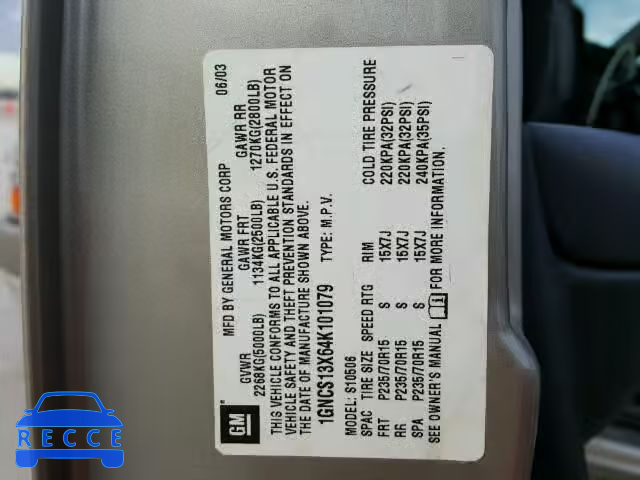 MFD BY GENERAL MOTORS CORP 06/03
GVWR GAWR FRT GAWR RR
2268KG(5000LB) 1134KG(2500LB) 1270KG(2800LB)
THIS VEHICLE CONFORMS TO ALL APPLICABLE U.S. FEDERAL MOTOR
VEHICLE SAFETY AND THEFT PREVENTION STANDARDS IN EFFECT ON
THE DATE OF MANUFACTURE SHOWN ABOVE.
1GNCS13X64K101079 TYPE: M.P.V.
MODEL: S10506
SPAC TIRE SIZE SPEED RTG RIM COLD TIRE PRESSURE
FRT P235/70R15 S 15X7J 220KPA(32PSI)
RR P235/70R15 S 15X7J 220KPA(32PSI)
SPA P235/70R15 S 15X7J 240KPA(35PSI)
SEE OWNER'S MANUAL FOR MORE INFORMATION.
GM
RECCE